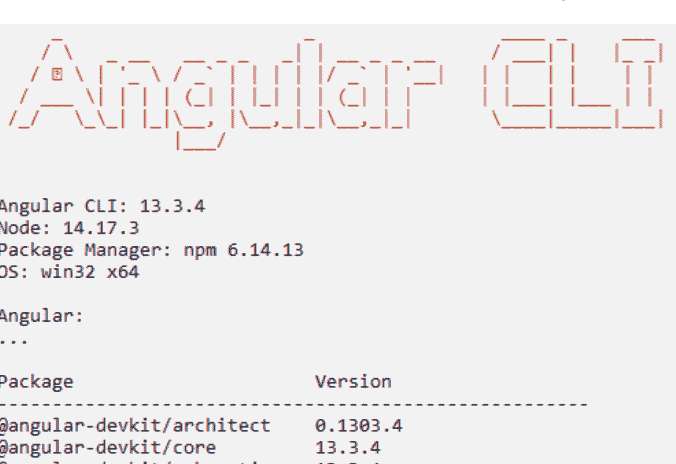 Angular CLI
Angular CLI: 13.3.4
Node: 14.17.3
Package Manager: npm 6.14.13
OS: win32 x64
Angular:
...
Package Version
------------------------------------------------------
@angular-devkit/architect 0.1303.4
@angular-devkit/core 13.3.4